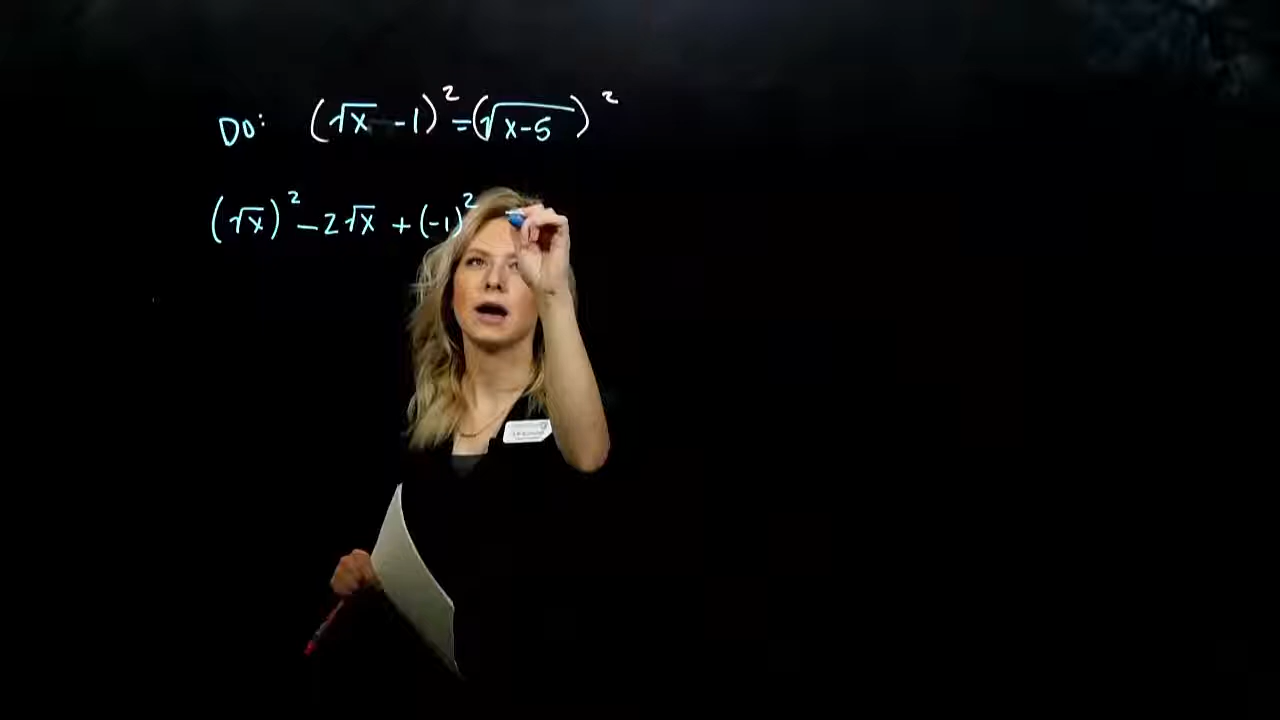 Do: (√x - 1)² = (√x-5)²
(√x)² - 2√x + (-1)² =